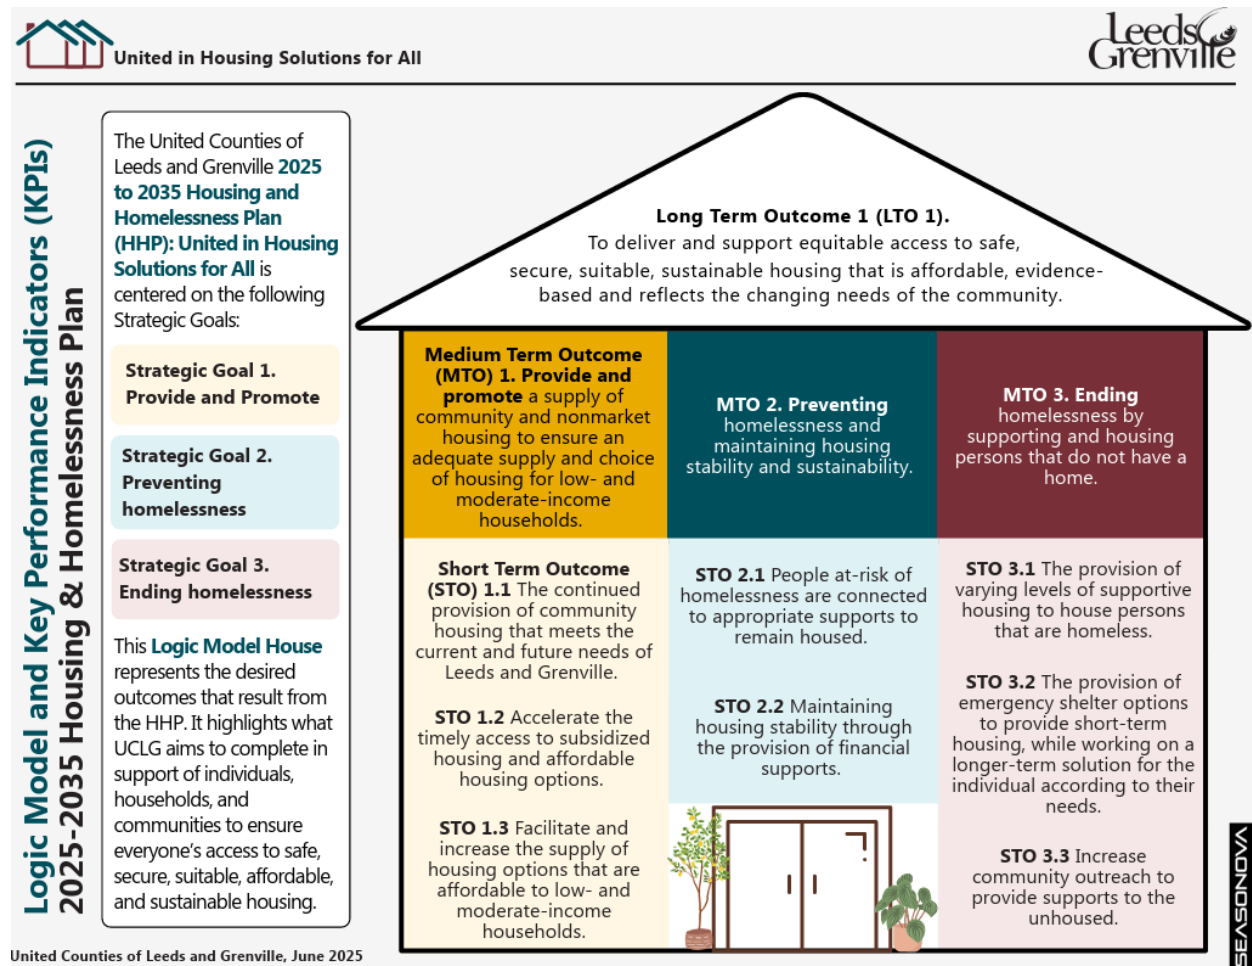 United in Housing Solutions for All
Leeds
Grenville
Logic Model and Key Performance Indicators (KPIs)
2025-2035 Housing & Homelessness Plan
The United Counties of
Leeds and Grenville 2025
to 2035 Housing and
Homelessness Plan
(HHP): United in Housing
Solutions for All is
centered on the following
Strategic Goals:
Strategic Goal 1.
Provide and Promote
Strategic Goal 2.
Preventing
homelessness
Strategic Goal 3.
Ending homelessness
This Logic Model House
represents the desired
outcomes that result from
the HHP. It highlights what
UCLG aims to complete in
support of individuals,
households, and
communities to ensure
everyone's access to safe,
secure, suitable, affordable,
and sustainable housing.
Long Term Outcome 1 (LTO 1).
To deliver and support equitable access to safe,
secure, suitable, sustainable housing that is affordable, evidence-
based and reflects the changing needs of the community.
Medium Term Outcome
(MTO) 1. Provide and
promote a supply of
community and nonmarket
housing to ensure an
adequate supply and choice
of housing for low- and
moderate-income
households.
Short Term Outcome
(STO) 1.1 The continued
provision of community
housing that meets the
current and future needs of
Leeds and Grenville.
STO 1.2 Accelerate the
timely access to subsidized
housing and affordable
housing options.
STO 1.3 Facilitate and
increase the supply of
housing options that are
affordable to low- and
moderate-income
households.
MTO 2. Preventing
homelessness and
maintaining housing
stability and sustainability.
STO 2.1 People at-risk of
homelessness are connected
to appropriate supports to
remain housed.
STO 2.2 Maintaining
housing stability through
the provision of financial
supports.
MTO 3. Ending
homelessness by
supporting and housing
persons that do not have a
home.
STO 3.1 The provision of
varying levels of supportive
housing to house persons
that are homeless.
STO 3.2 The provision of
emergency shelter options
to provide short-term
housing, while working on a
longer-term solution for the
individual according to their
needs.
STO 3.3 Increase
community outreach to
provide supports to the
unhoused.
SEASONOVA
United Counties of Leeds and Grenville, June 2025